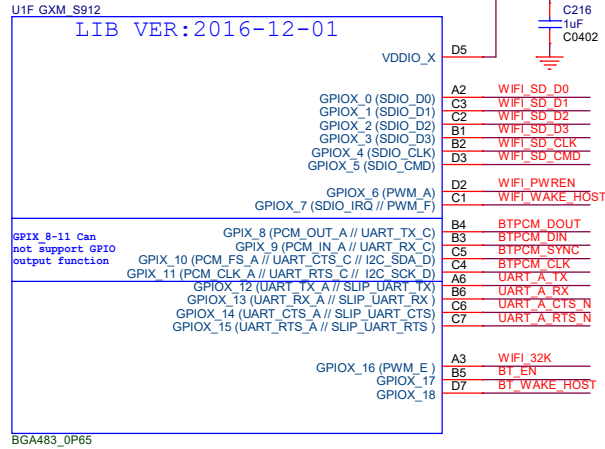 U1F GXM_S912
LIB VER:2016-12-01
C216
1uF
C0402
VDDIO_X D5
GPIOX_0 (SDIO_D0) A2 WIFI_SD_D0
GPIOX_1 (SDIO_D1) C3 WIFI_SD_D1
GPIOX_2 (SDIO_D2) C2 WIFI_SD_D2
GPIOX_3 (SDIO_D3) B1 WIFI_SD_D3
GPIOX_4 (SDIO_CLK) B2 WIFI_SD_CLK
GPIOX_5 (SDIO_CMD) D3 WIFI_SD_CMD
GPIOX_6 (PWM_A) D2 WIFI_PWREN
GPIOX_7 (SDIO_IRQ // PWM_F) C1 WIFI_WAKE_HOST
GPIX_8-11 Can
not support GPIO
output function
GPIX_8 (PCM_OUT_A // UART_TX_C) B4 BTPCM_DOUT
GPIX_9 (PCM_IN_A // UART_RX_C) B3 BTPCM_DIN
GPIX_10 (PCM_FS_A // UART_CTS_C // I2C_SDA_D) C5 BTPCM_SYNC
GPIX_11 (PCM_CLK_A // UART_RTS_C // I2C_SCK_D) C4 BTPCM_CLK
GPIOX_12 (UART_TX_A // SLIP_UART_TX) A6 UART_A_TX
GPIOX_13 (UART_RX_A // SLIP_UART_RX ) B6 UART_A_RX
GPIOX_14 (UART_CTS_A // SLIP_UART_CTS) C6 UART_A_CTS_N
GPIOX_15 (UART_RTS_A // SLIP_UART_RTS ) C7 UART_A_RTS_N
GPIOX_16 (PWM_E ) A3 WIFI_32K
GPIOX_17 B5 BT_EN
GPIOX_18 D7 BT_WAKE_HOST
BGA483_0P65